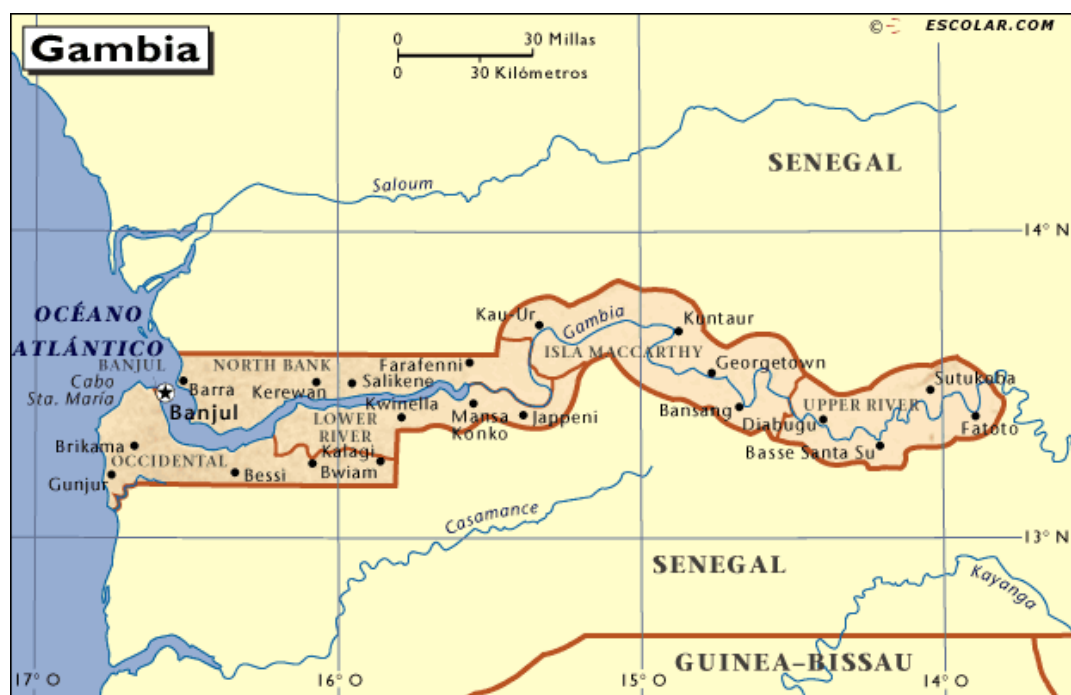 Gambia
0 30 Millas
0 30 Kilómetros
© ESCOLAR.COM
SENEGAL
Saloum
14° N
OCÉANO
ATLÁNTICO
Kau-Ur
Gambia
Kuntaur
ISLA MACCARTHY
BANJUL
NORTH BANK
Farafenni
Georgetown
Cabo
Sta. María
Barra
Kerewan
Salikene
Sutukoba
Banjul
Kwinella
Mansa
Konko
Jappeni
Bansang
Diabugu
UPPER RIVER
Fatoto
LOWER
RIVER
Brikama
OCCIDENTAL
Kalagi
Basse Santa Su
Gunjur
Bessi
Bwiam
Casamance
13° N
SENEGAL
Kayanga
GUINEA-BISSAU
17° O
16° O
15° O
14° O